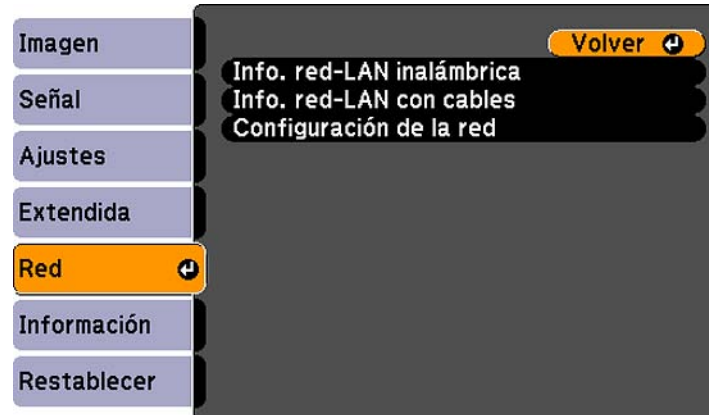 Imagen
Señal
Ajustes
Extendida
Red
Información
Restablecer
Volver
Info. red-LAN inalámbrica
Info. red-LAN con cables
Configuración de la red